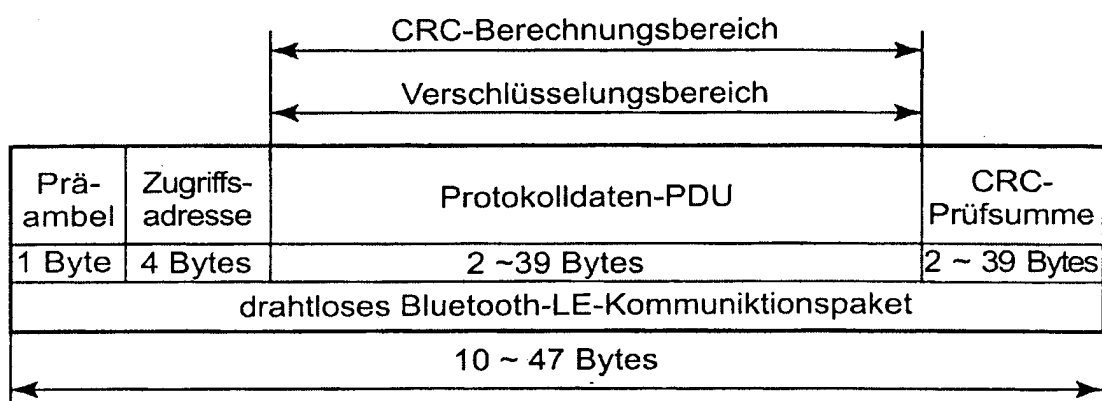 CRC-Berechnungsbereich
Verschlüsselungsbereich
Prä-
ambel
Zugriffs-
adresse
Protokolldaten-PDU
CRC-
Prüfsumme
1 Byte
4 Bytes
2 ~39 Bytes
2 ~ 39 Bytes
drahtloses Bluetooth-LE-Kommuniktionspaket
10 ~ 47 Bytes